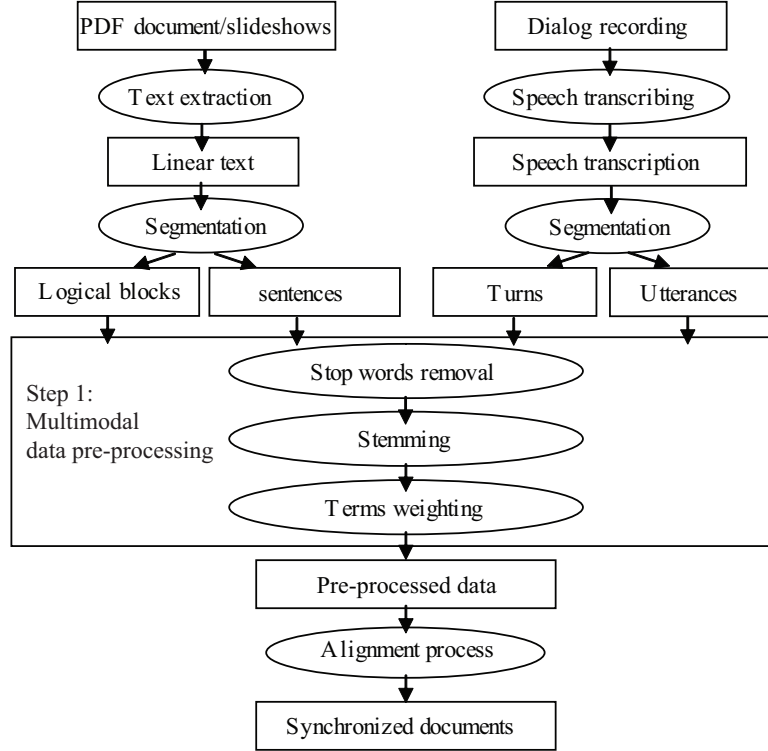 PDF document/slideshows
Dialog recording
Text extraction
Speech transcribing
Linear text
Speech transcription
Segmentation
Segmentation
Logical blocks
sentences
Turns
Utterances
Step 1:
Multimodal
data pre-processing
Stop words removal
Stemming
Terms weighting
Pre-processed data
Alignment process
Synchronized documents